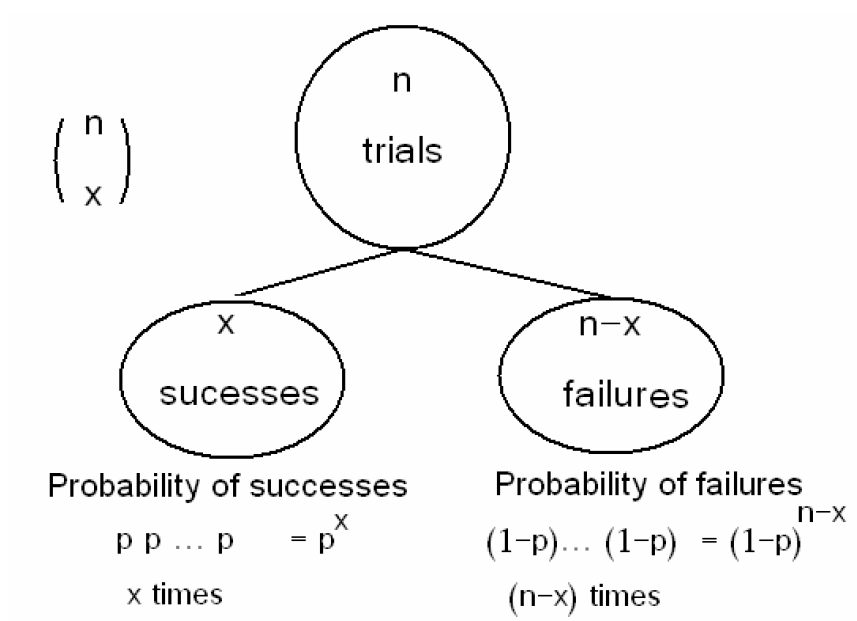 n
trials
( n
x )
x
sucesses
n−x
failures
Probability of successes
p p ... p = p^x
x times
Probability of failures
(1−p)... (1−p) = (1−p)^n−x
(n−x) times